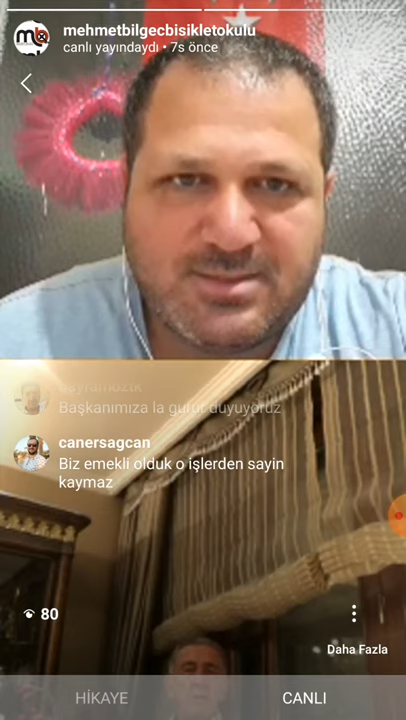 mehmetbilgecbisikletokulu
canlı yayındaydı • 7s önce
bayramozik
Başkanımıza la gurur duyuyoruz
canersagcan
Biz emekli olduk o işlerden sayin
kaymaz
80
Daha Fazla
HİKAYE
CANLI